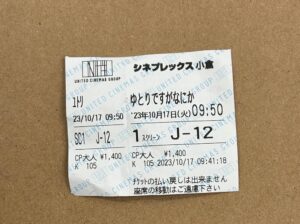 UNITED
UNITED CINEMAS GROUP
シネプレックス小倉
ユトリ
ゆとりですがなにか
23/10/17 09:50
'23年10月17日(火)09:50
SC1 J-12
1 スクリーン J-12
CP大人 ¥1,400
K 105
CP大人 ¥1,400
K 105 2023/10/17 09:41:18
チケットの払い戻しは出来ません
座席の移動はご遠慮下さい